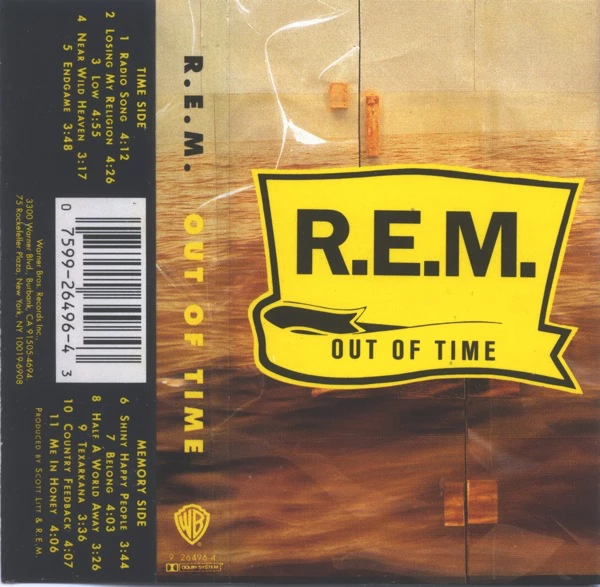 TIME SIDE
1 RADIO SONG 4:12
2 LOSING MY RELIGION 4:26
3 LOW 4:55
4 NEAR WILD HEAVEN 3:17
5 ENDGAME 3:48
0 7599-26496-4 3
Warner Bros. Records Inc.,
3300 Warner Blvd., Burbank, CA 91505-4694
75 Rockefeller Plaza, New York, NY 10019-6908
MEMORY SIDE
6 SHINY HAPPY PEOPLE 3:44
7 BELONG 4:03
8 HALF A WORLD AWAY 3:26
9 TEXARKANA 3:36
10 COUNTRY FEEDBACK 4:07
11 ME IN HONEY 4:06
PRODUCED BY SCOTT LITT & R.E.M.
R.E.M. OUT OF TIME
WB
9 26496-4
DOLBY SYSTEM
R.E.M.
OUT OF TIME